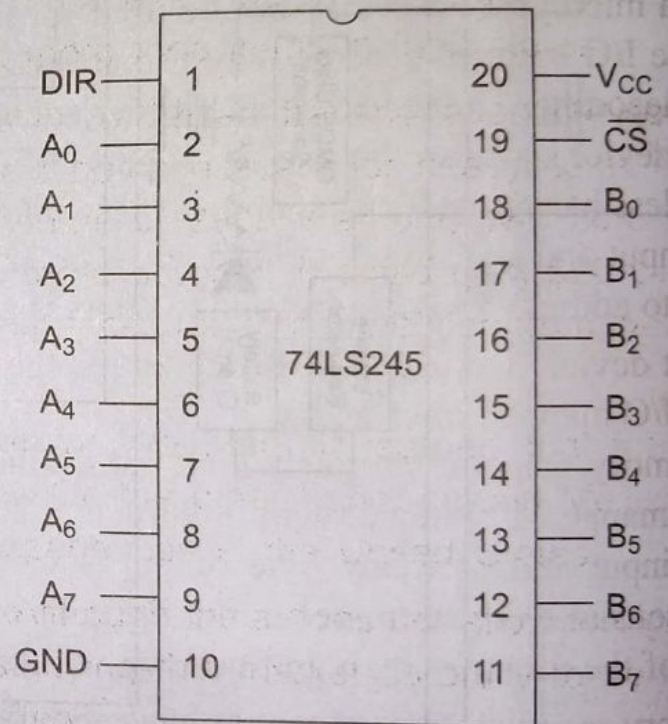 DIR 1 20 VCC
A0 2 19 C̅S̅
A1 3 18 B0
A2 4 17 B1
A3 5 16 B2
74LS245
A4 6 15 B3
A5 7 14 B4
A6 8 13 B5
A7 9 12 B6
GND 10 11 B7